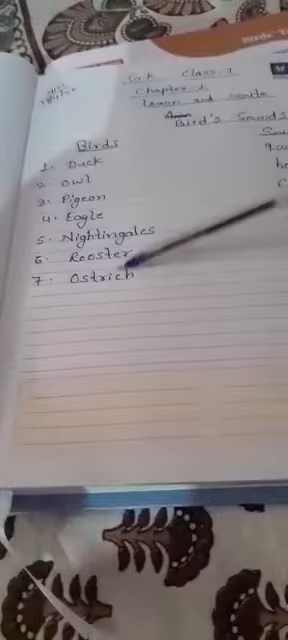 Birds' 
G.K Class-1
Chapter 1
Learn and write
Bird's Sounds
Birds
1. Duck
2. Owl
3. Pigeon
4. Eagle
5. Nightingales
6. Rooster
7. Ostrich